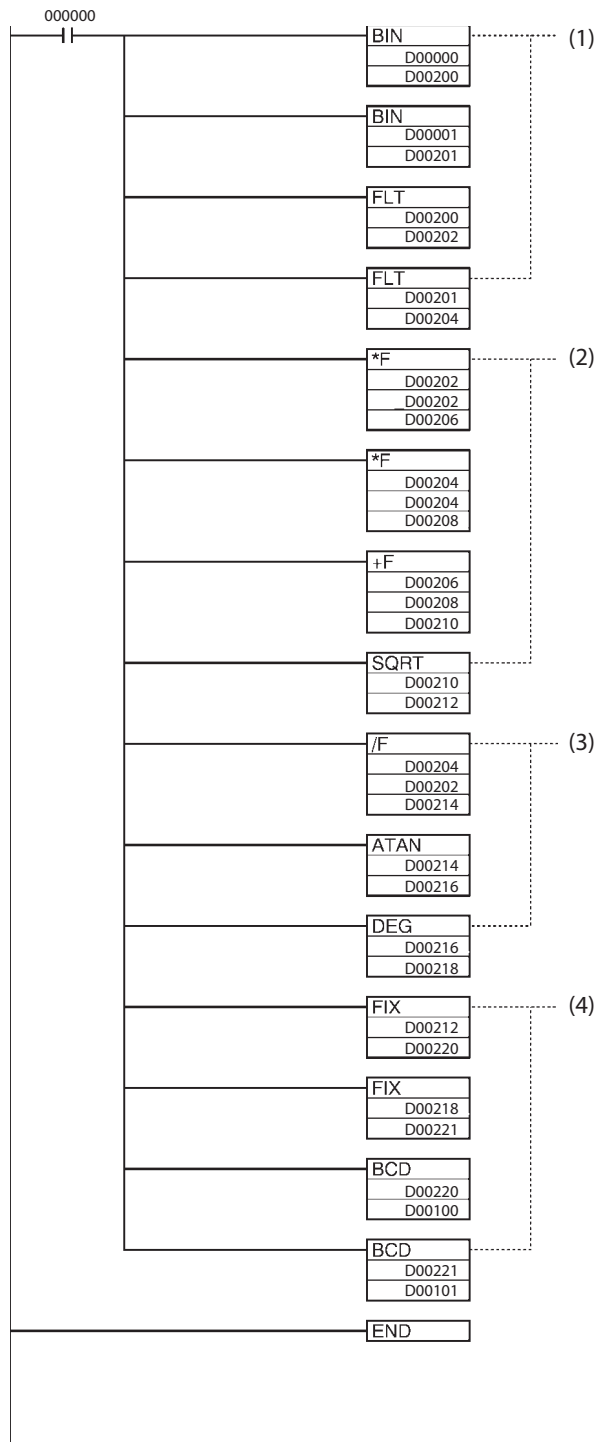 000000
BIN
(1)
D00000
D00200
BIN
D00001
D00201
FLT
D00200
D00202
FLT
D00201
D00204
*F
(2)
D00202
_D00202
D00206
*F
D00204
D00204
D00208
+F
D00206
D00208
D00210
SQRT
D00210
D00212
/F
(3)
D00204
D00202
D00214
ATAN
D00214
D00216
DEG
D00216
D00218
FIX
(4)
D00212
D00220
FIX
D00218
D00221
BCD
D00220
D00100
BCD
D00221
D00101
END